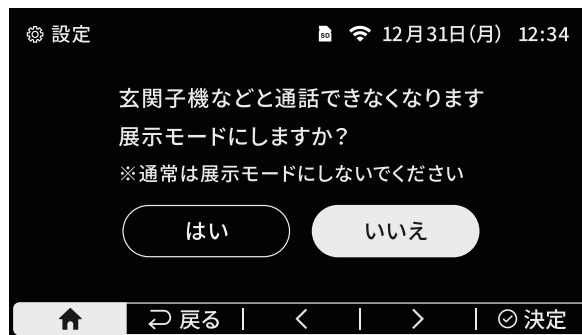 設定 SD 12月31日(月) 12:34
玄関子機などと通話できなくなります
展示モードにしますか?
※通常は展示モードにしないでください
はい いいえ
戻る < > 決定